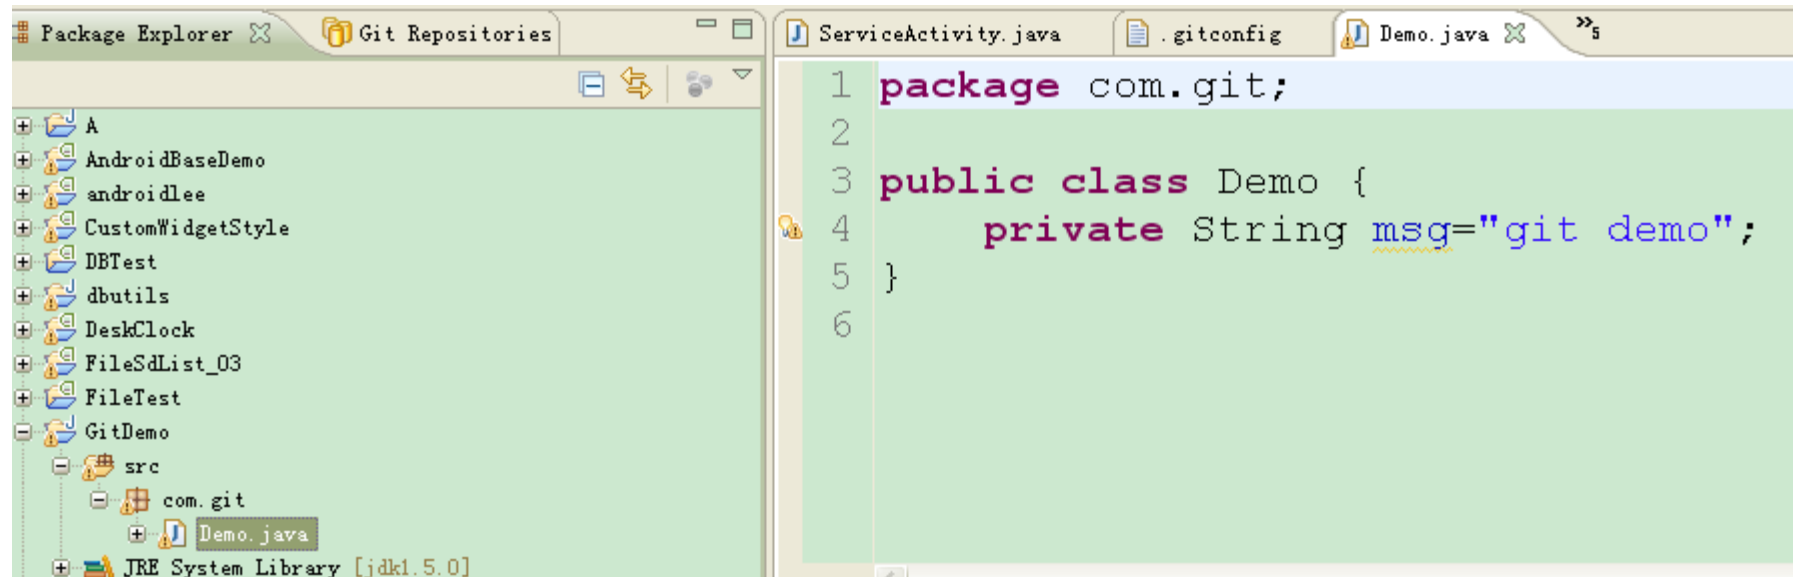 Package Explorer
Git Repositories
A
AndroidBaseDemo
androidlee
CustomWidgetStyle
DBTest
dbutils
DeskClock
FileSdList_03
FileTest
GitDemo
src
com.git
Demo.java
JRE System Library [jdk1.5.0]
ServiceActivity.java
.gitconfig
Demo.java
»5
1 package com.git;
2
3 public class Demo {
4 private String msg="git demo";
5 }
6